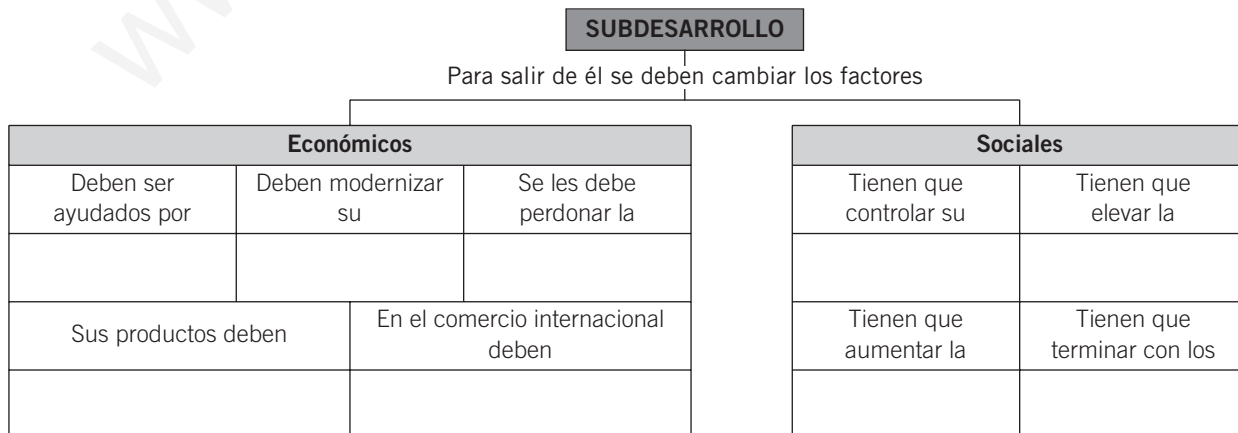 SUBDESARROLLO
Para salir de él se deben cambiar los factores
Económicos
Deben ser
ayudados por
Deben modernizar
su
Se les debe
perdonar la
Sus productos deben
En el comercio internacional
deben
Sociales
Tienen que
controlar su
Tienen que
elevar la
Tienen que
aumentar la
Tienen que
terminar con los